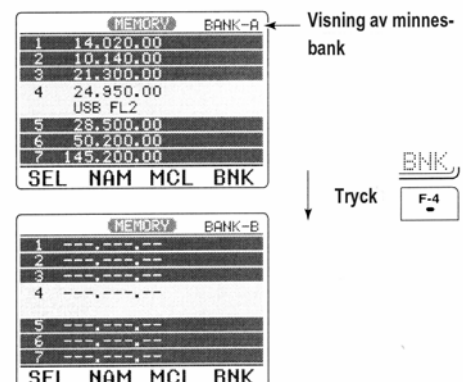 MEMORY BANK-A
Visning av minnes-
bank
1 14.020.00
2 10.140.00
3 21.300.00
4 24.950.00
USB FL2
5 28.500.00
6 50.200.00
7 145.200.00
SEL NAM MCL BNK
BNK
Tryck F-4
MEMORY BANK-B
1 ---.---.--
2 ---.---.--
3 ---.---.--
4 ---.---.--
5 ---.---.--
6 ---.---.--
7 ---.---.--
SEL NAM MCL BNK